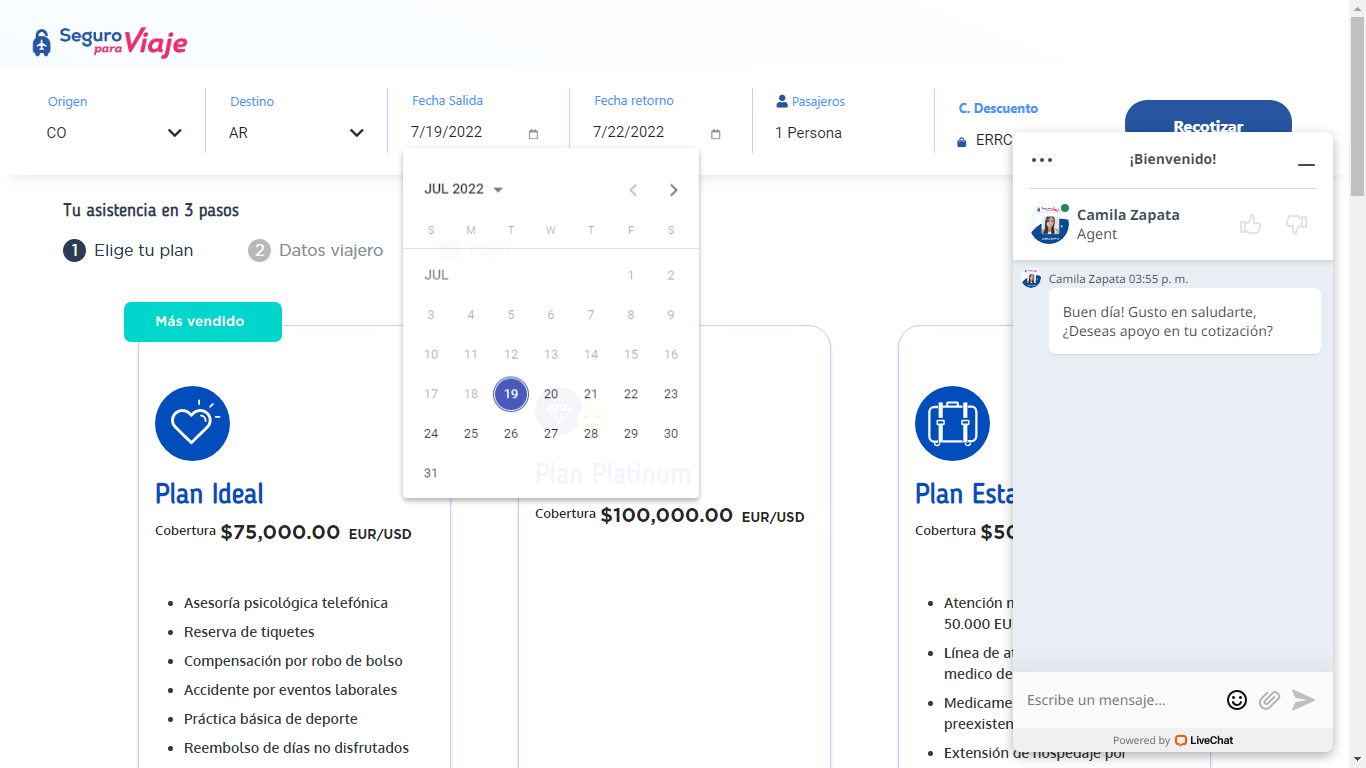 Seguro
para Viaje
Origen
CO
Destino
AR
Fecha Salida
7/19/2022
Fecha retorno
7/22/2022
Pasajeros
1 Persona
C. Descuento
ERRC
Recotizar
Tu asistencia en 3 pasos
1 Elige tu plan
2 Datos viajero
Pago
JUL 2022
S M T W T F S
JUL 1 2
3 4 5 6 7 8 9
10 11 12 13 14 15 16
17 18 19 20 21 22 23
24 25 26 27 28 29 30
31
Más vendido
Plan Ideal
Cobertura $75,000.00 EUR/USD
Asesoría psicológica telefónica
Reserva de tiquetes
Compensación por robo de bolso
Accidente por eventos laborales
Práctica básica de deporte
Reembolso de días no disfrutados
Plan Platinum
Cobertura $100,000.00 EUR/USD
Plan Esta
Cobertura $50
Atención m
50.000 EU
Línea de at
medico de
Medicame
preexisten
Extensión de hospedaje por
¡Bienvenido!
Camila Zapata
Agent
Camila Zapata 03:55 p. m.
Buen día! Gusto en saludarte,
¿Deseas apoyo en tu cotización?
Escribe un mensaje...
Powered by LiveChat